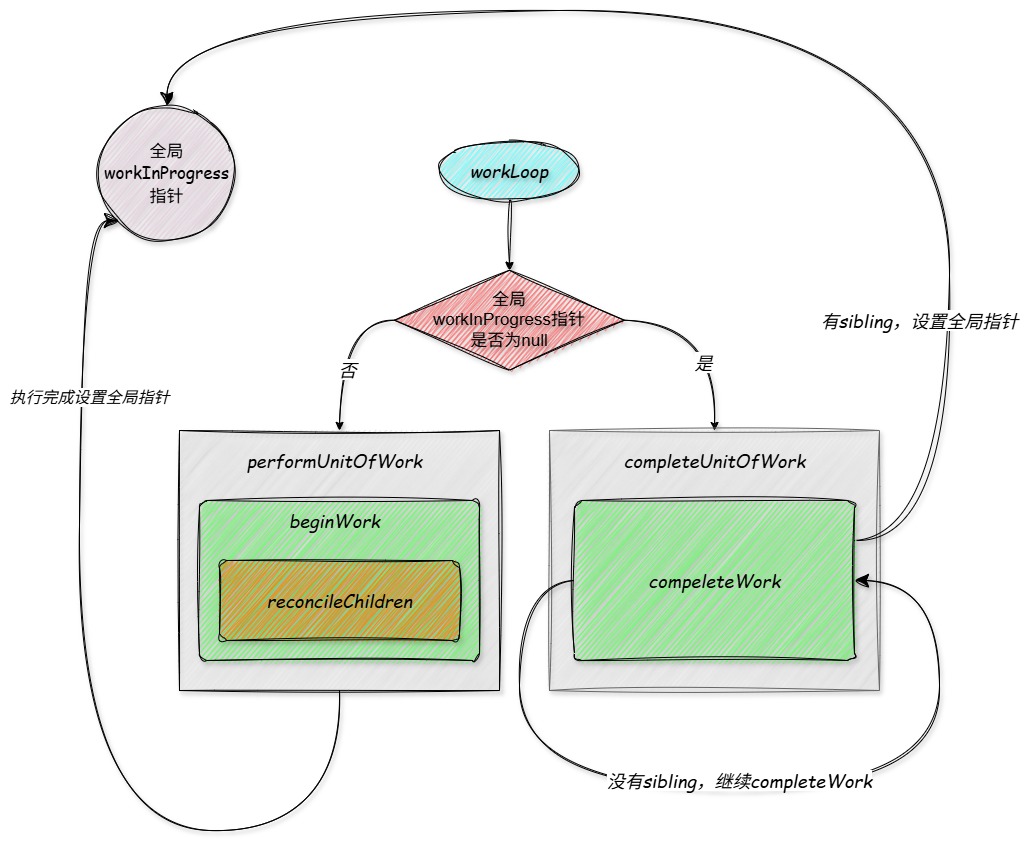 全局
workInProgress
指针
workLoop
全局
workInProgress指针
是否为null
有sibling，设置全局指针
否
是
执行完成设置全局指针
performUnitOfWork
completeUnitOfWork
beginWork
compeleteWork
reconcileChildren
没有sibling，继续completeWork